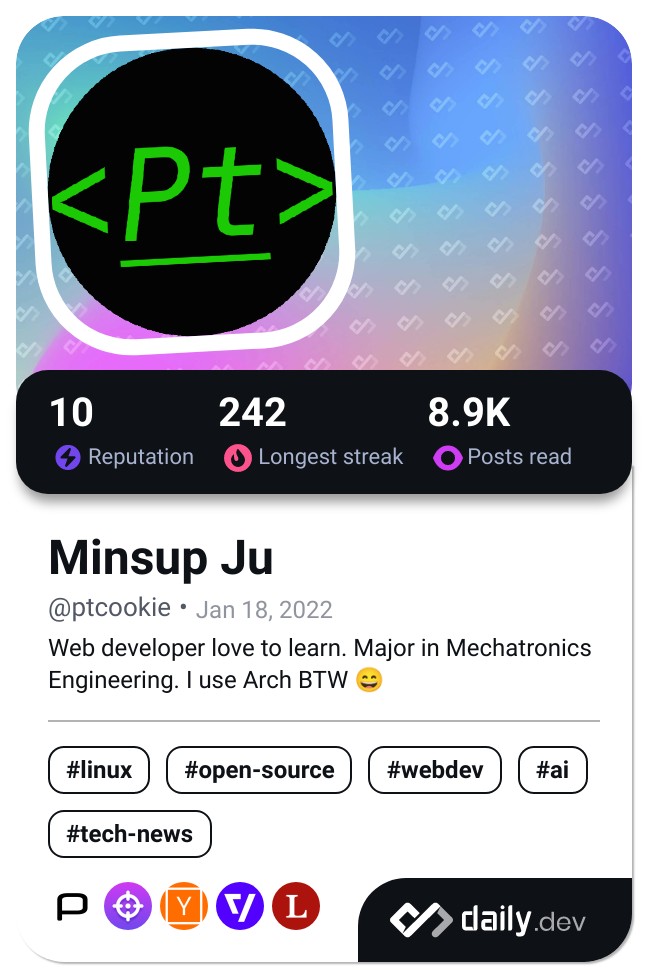 <Pt>
10
242
8.9K
Reputation
Longest streak
Posts read
Minsup Ju
@ptcookie • Jan 18, 2022
Web developer love to learn. Major in Mechatronics
Engineering. I use Arch BTW 😄
#linux
#open-source
#webdev
#ai
#tech-news
Y
L
daily.dev